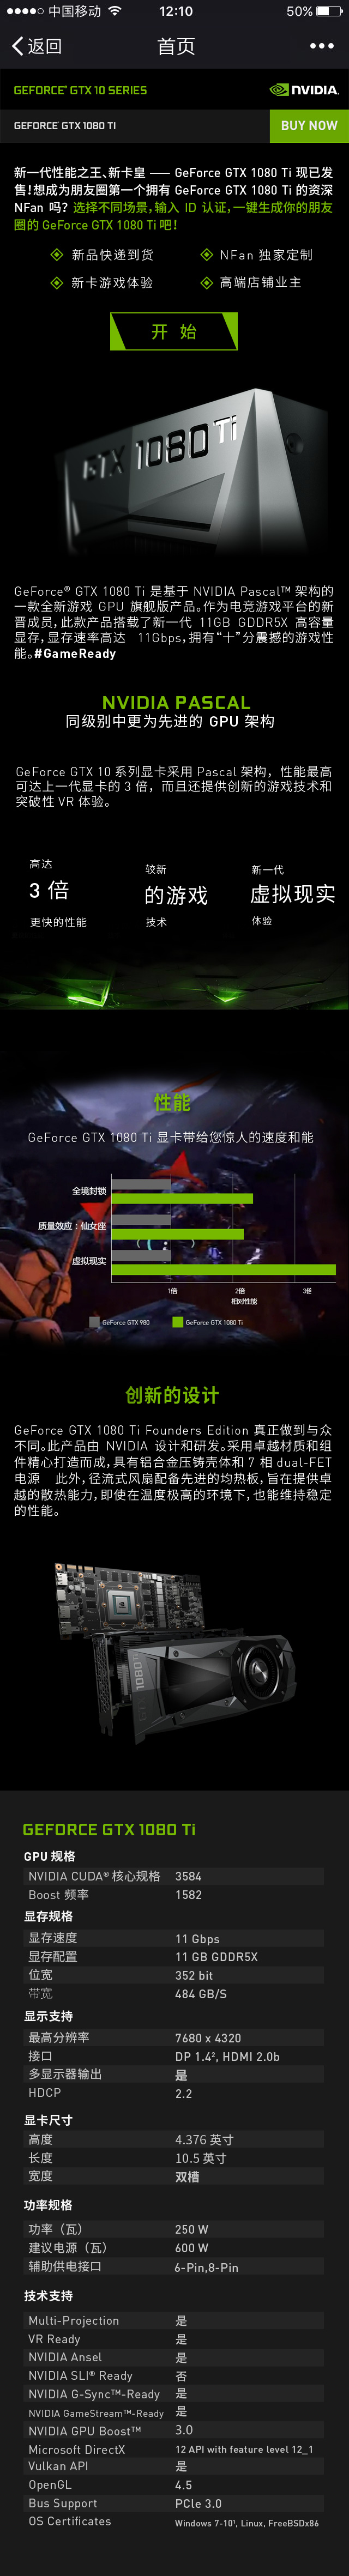 中国移动 12:10 50%
返回 首页
GEFORCE® GTX 10 SERIES NVIDIA.
GEFORCE® GTX 1080 TI BUY NOW
新一代性能之王、新卡皇 —— GeForce GTX 1080 Ti 现已发
售!想成为朋友圈第一个拥有 GeForce GTX 1080 Ti 的资深
NFan 吗? 选择不同场景,输入 ID 认证,一键生成你的朋友
圈的 GeForce GTX 1080 Ti 吧!
新品快递到货 NFan 独家定制
新卡游戏体验 高端店铺业主
开 始
GTX 1080 Ti
GeForce® GTX 1080 Ti 是基于 NVIDIA Pascal™ 架构的
一款全新游戏 GPU 旗舰版产品。作为电竞游戏平台的新
晋成员,此款产品搭载了新一代 11GB GDDR5X 高容量
显存,显存速率高达 11Gbps,拥有“十”分震撼的游戏性
能。#GameReady
NVIDIA PASCAL
同级别中更为先进的 GPU 架构
GeForce GTX 10 系列显卡采用 Pascal 架构，性能最高
可达上一代显卡的 3 倍，而且还提供创新的游戏技术和
突破性 VR 体验。
高达 较新 新一代
3 倍 的游戏 虚拟现实
更快的性能 技术 体验
性能
GeForce GTX 1080 Ti 显卡带给您惊人的速度和能
全境封锁
质量效应：仙女座
虚拟现实
1倍 2倍 3倍
相对性能
GeForce GTX 980 GeForce GTX 1080 Ti
创新的设计
GeForce GTX 1080 Ti Founders Edition 真正做到与众
不同。此产品由 NVIDIA 设计和研发。采用卓越材质和组
件精心打造而成,具有铝合金压铸壳体和 7 相 dual-FET
电源 此外,径流式风扇配备先进的均热板,旨在提供卓
越的散热能力,即使在温度极高的环境下,也能维持稳定
的性能。
GTX 1080 Ti
GEFORCE GTX 1080 Ti
GPU 规格
NVIDIA CUDA® 核心规格 3584
Boost 频率 1582
显存规格
显存速度 11 Gbps
显存配置 11 GB GDDR5X
位宽 352 bit
带宽 484 GB/S
显示支持
最高分辨率 7680 x 4320
接口 DP 1.4², HDMI 2.0b
多显示器输出 是
HDCP 2.2
显卡尺寸
高度 4.376 英寸
长度 10.5 英寸
宽度 双槽
功率规格
功率（瓦） 250 W
建议电源（瓦） 600 W
辅助供电接口 6-Pin,8-Pin
技术支持
Multi-Projection 是
VR Ready 是
NVIDIA Ansel 是
NVIDIA SLI® Ready 否
NVIDIA G-Sync™-Ready 是
NVIDIA GameStream™-Ready 是
NVIDIA GPU Boost™ 3.0
Microsoft DirectX 12 API with feature level 12_1
Vulkan API 是
OpenGL 4.5
Bus Support PCle 3.0
OS Certificates Windows 7-10¹, Linux, FreeBSDx86